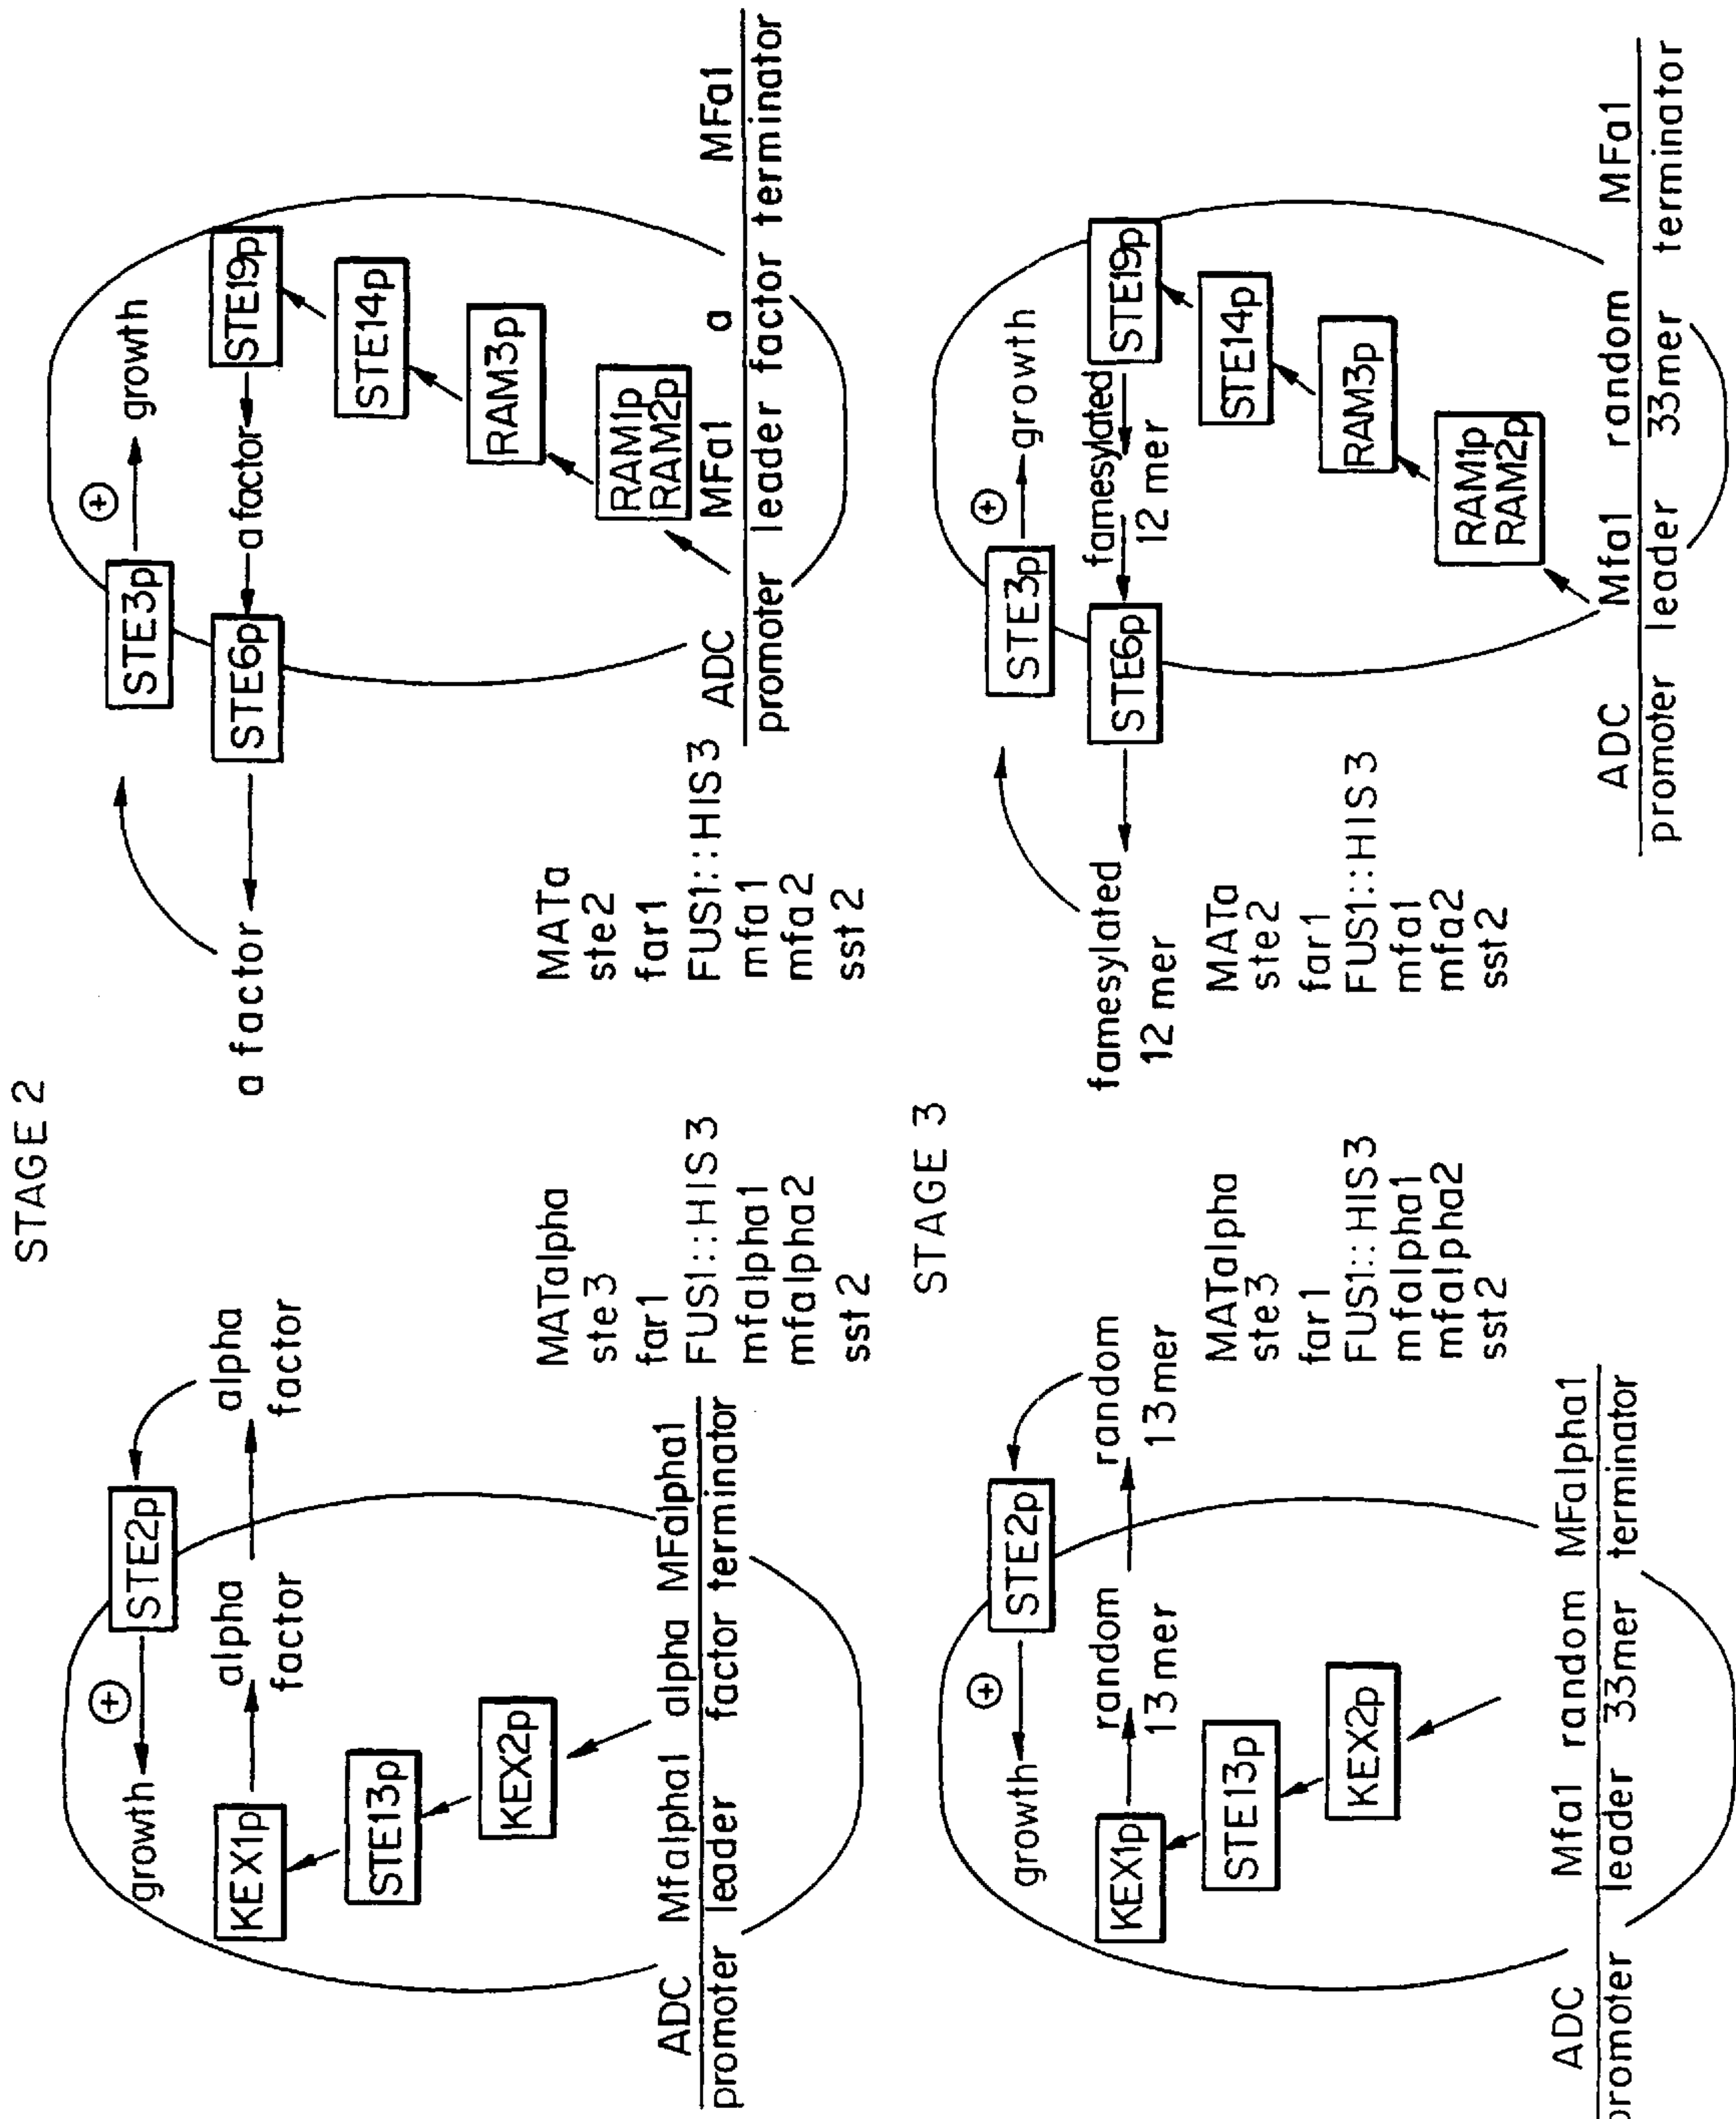 STAGE 2
STE2p
growth
+
alpha
factor
alpha
factor
KEX1p
STE13p
KEX2p
ADC Mfalpha1 alpha MFalpha1
promoter leader factor terminator
MATalpha
ste3
far1
FUS1::HIS3
mfalpha1
mfalpha2
sst2
STE3p
+
growth
a factor
STE6p
a factor
STE19p
STE14p
RAM3p
RAM1p
RAM2p
ADC MFa1 a MFa1
promoter leader factor terminator
MATa
ste2
far1
FUS1::HIS3
mfa1
mfa2
sst2
STAGE 3
STE2p
growth
+
random
13mer
random
13mer
KEX1p
STE13p
KEX2p
ADC Mfa1 random MFalpha1
promoter leader 33mer terminator
MATalpha
ste3
far1
FUS1::HIS3
mfalpha1
mfalpha2
sst2
STE3p
+
growth
famesylated
12 mer
STE6p
famesylated
12 mer
STE19p
STE14p
RAM3p
RAM1p
RAM2p
ADC Mfa1 random MFa1
promoter leader 33mer terminator
MATa
ste2
far1
FUS1::HIS3
mfa1
mfa2
sst2